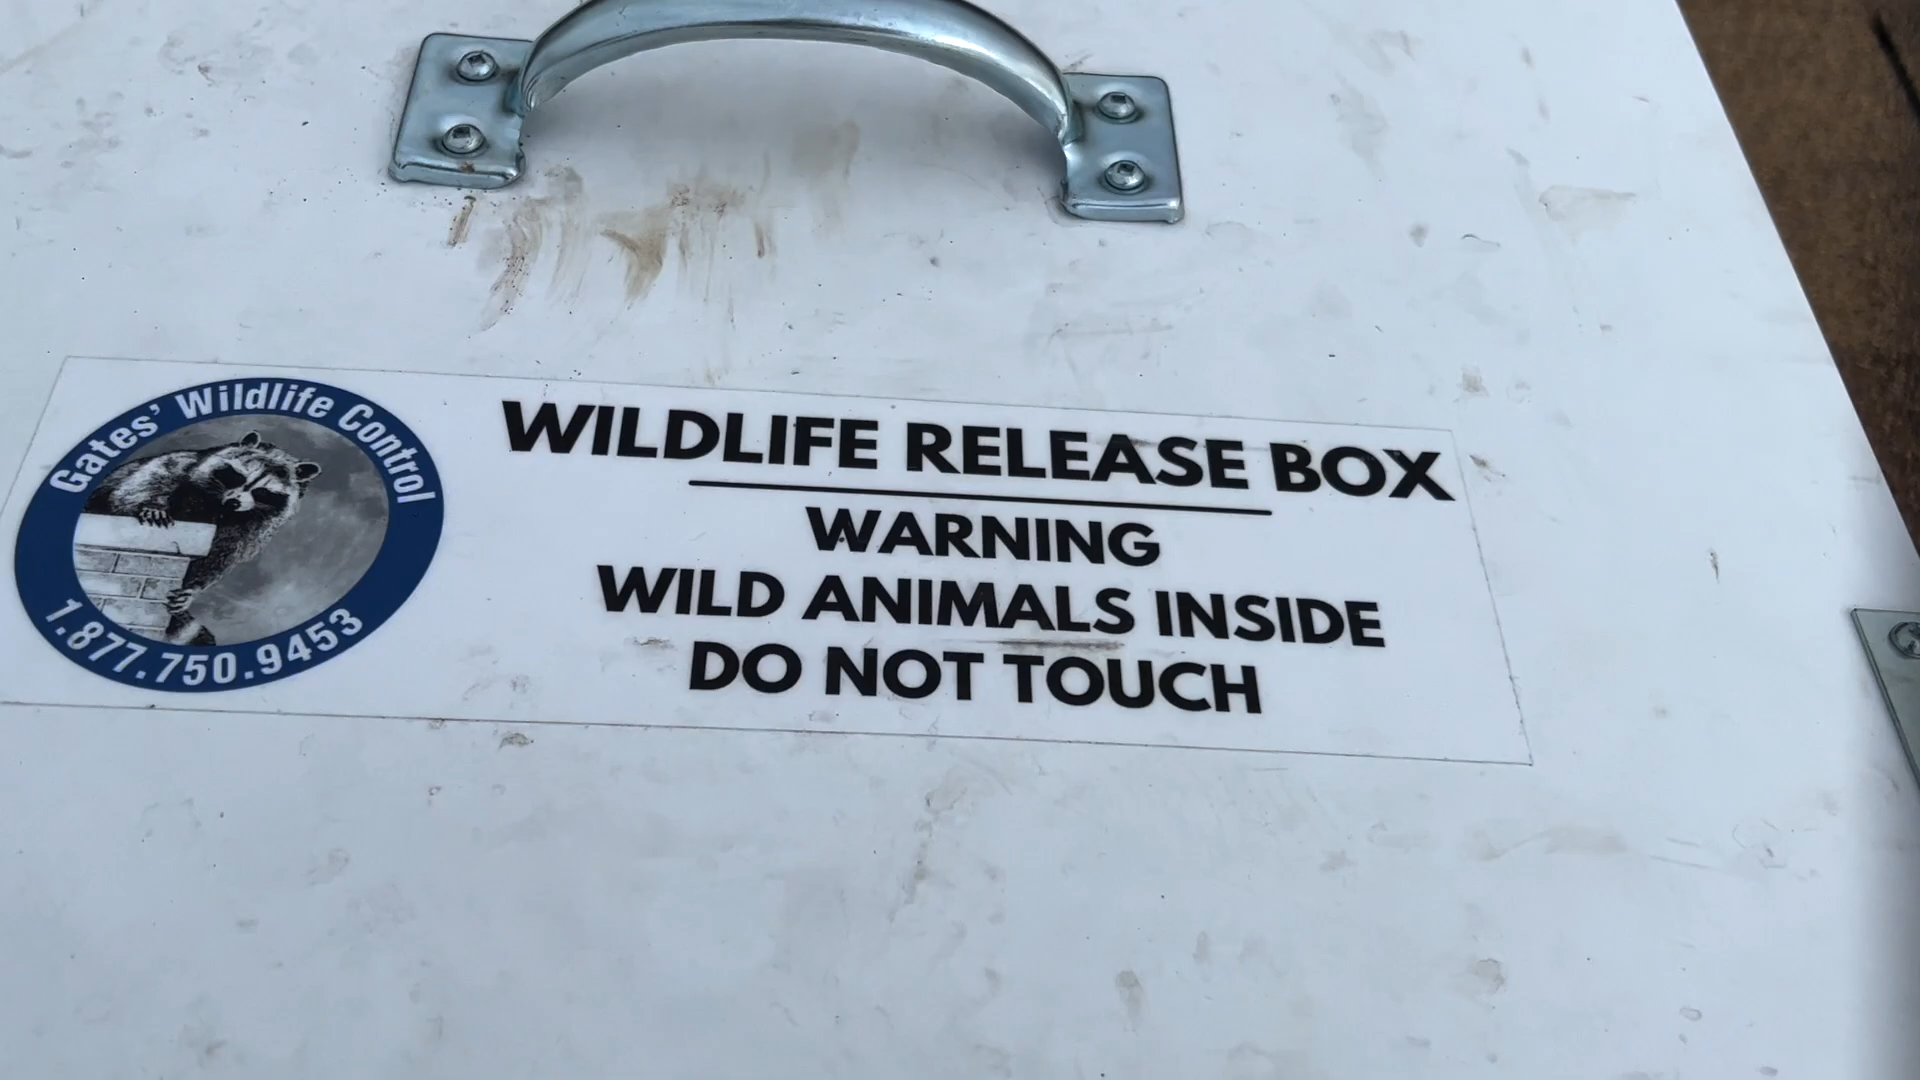 Gates' Wildlife Control
1.877.750.9453
WILDLIFE RELEASE BOX
WARNING
WILD ANIMALS INSIDE
DO NOT TOUCH